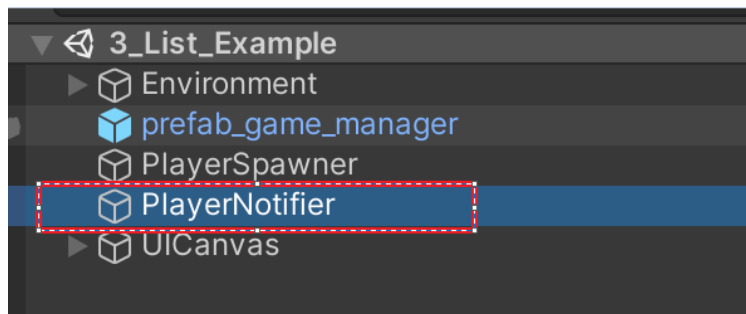 3_List_Example
Environment
prefab_game_manager
PlayerSpawner
PlayerNotifier
UICanvas